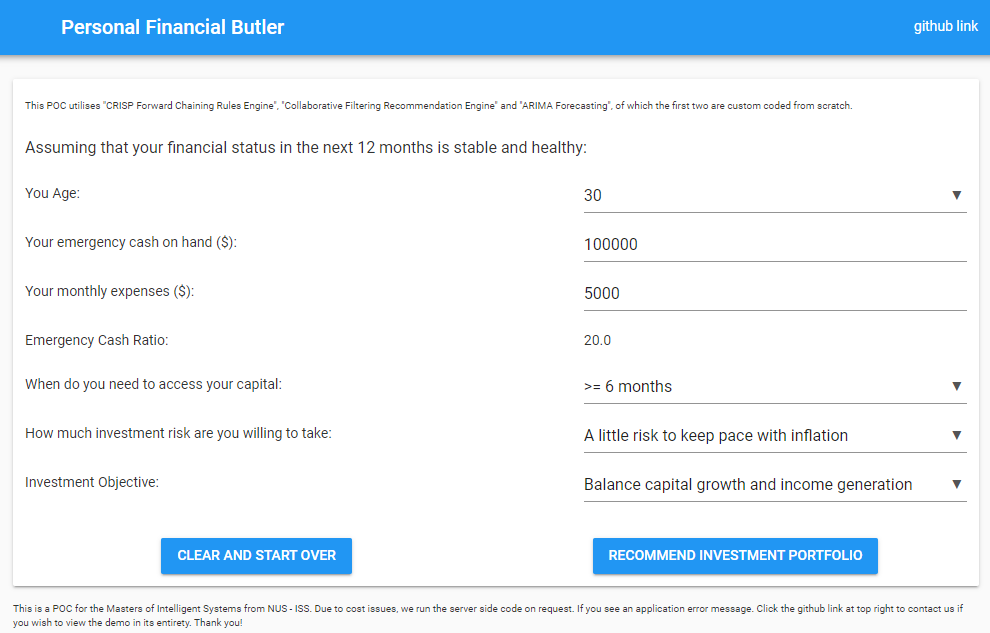 Personal Financial Butler
github link
This POC utilises "CRISP Forward Chaining Rules Engine", "Collaborative Filtering Recommendation Engine" and "ARIMA Forecasting", of which the first two are custom coded from scratch.
Assuming that your financial status in the next 12 months is stable and healthy:
You Age:
30
Your emergency cash on hand ($):
100000
Your monthly expenses ($):
5000
Emergency Cash Ratio:
20.0
When do you need to access your capital:
>= 6 months
How much investment risk are you willing to take:
A little risk to keep pace with inflation
Investment Objective:
Balance capital growth and income generation
CLEAR AND START OVER
RECOMMEND INVESTMENT PORTFOLIO
This is a POC for the Masters of Intelligent Systems from NUS - ISS. Due to cost issues, we run the server side code on request. If you see an application error message. Click the github link at top right to contact us if
you wish to view the demo in its entirety. Thank you!